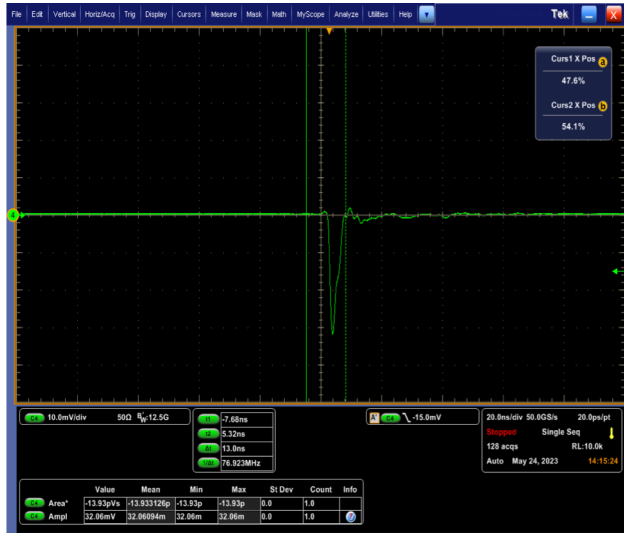 File Edit Vertical Horiz/Acq Trig Display Cursors Measure Mask Math MyScope Analyze Utilities Help Tek X
Curs1 X Pos a
47.6%
Curs2 X Pos b
54.1%
4
C4 10.0mV/div 50Ω BW:12.5G
t1 -7.68ns
t2 5.32ns
Δt 13.0ns
1/Δt 76.923MHz
A' C4 -15.0mV
20.0ns/div 50.0GS/s 20.0ps/pt
Stopped Single Seq
128 acqs RL:10.0k
Auto May 24, 2023 14:15:24
Value Mean Min Max St Dev Count Info
C4 Area* -13.93pVs -13.933126p -13.93p -13.93p 0.0 1.0
C4 Ampl 32.06mV 32.06094m 32.06m 32.06m 0.0 1.0